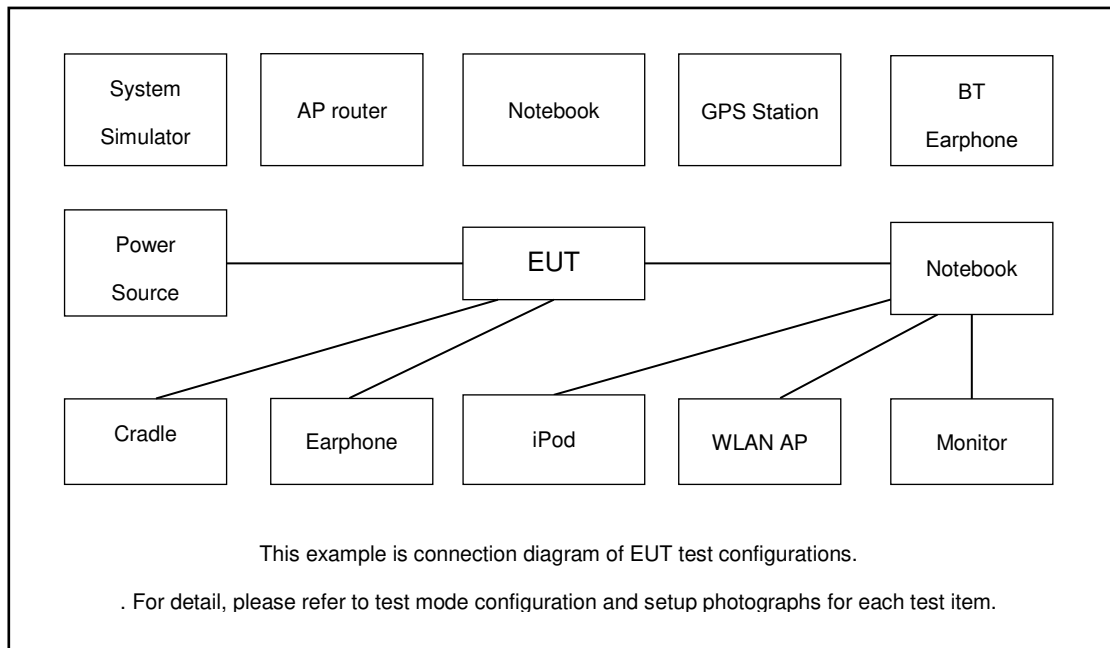 System
Simulator
AP router
Notebook
GPS Station
BT
Earphone
Power
Source
EUT
Notebook
Cradle
Earphone
iPod
WLAN AP
Monitor
This example is connection diagram of EUT test configurations.
. For detail, please refer to test mode configuration and setup photographs for each test item.